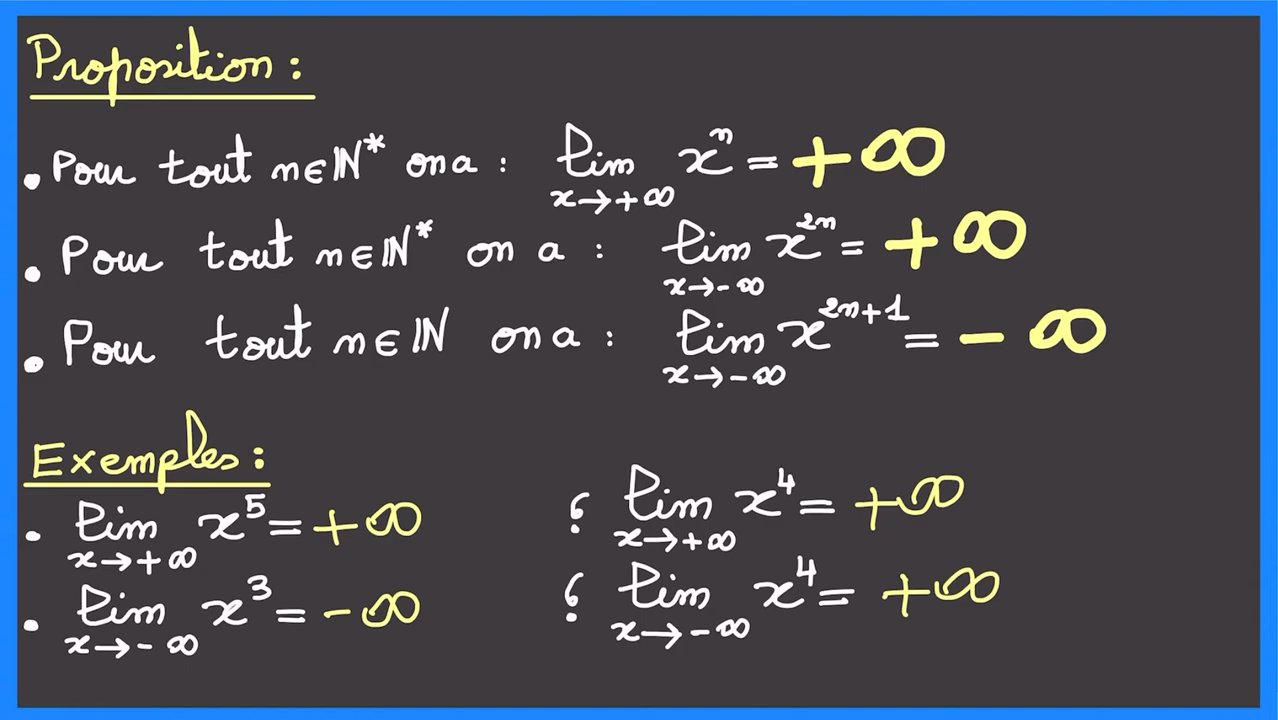 Proposition :
• Pour tout n∈ℕ* on a : lim x→+∞ xⁿ = +∞
• Pour tout n∈ℕ* on a : lim x→-∞ x²ⁿ = +∞
• Pour tout n∈ℕ on a : lim x→-∞ x²ⁿ⁺¹ = -∞
Exemples :
• lim x→+∞ x⁵ = +∞ ; lim x→+∞ x⁴ = +∞
• lim x→-∞ x³ = -∞ ; lim x→-∞ x⁴ = +∞